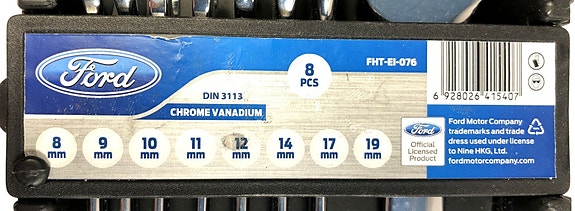 Ford
8
PCS
FHT-EI-076
DIN 3113
CHROME VANADIUM
8 mm
9 mm
10 mm
11 mm
12 mm
14 mm
17 mm
19 mm
6 928026 415407
Ford
Official
Licensed
Product
Ford Motor Company
trademarks and trade
dress used under license
to Nine HKG, Ltd.
fordmotorcompany.com